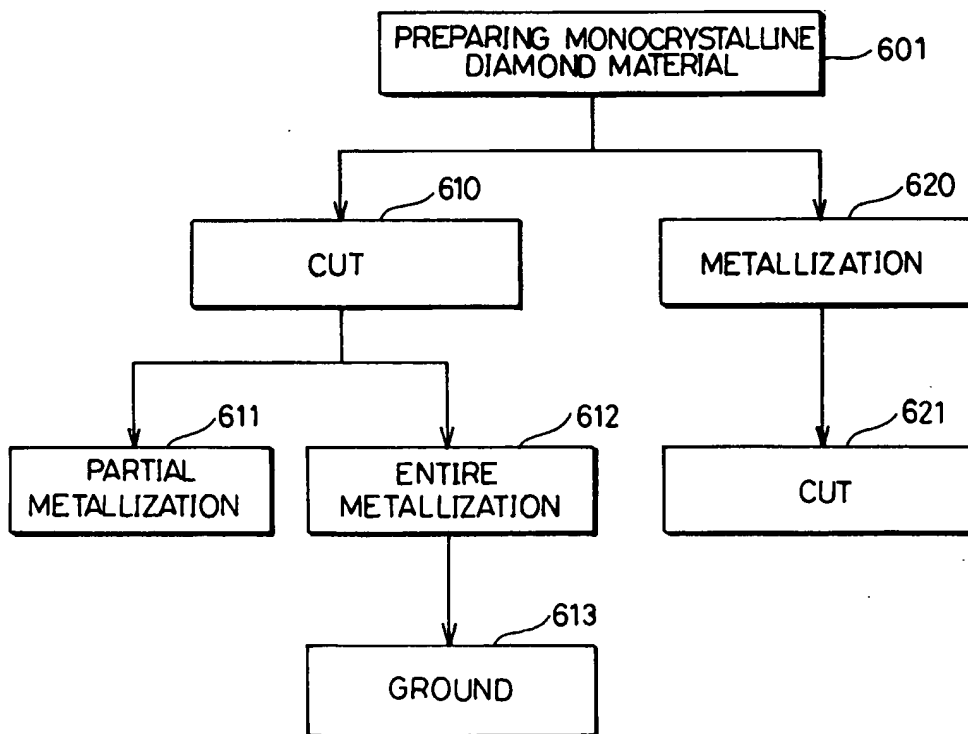 PREPARING MONOCRYSTALLINE
DIAMOND MATERIAL
601
610
CUT
620
METALLIZATION
611
PARTIAL
METALLIZATION
612
ENTIRE
METALLIZATION
621
CUT
613
GROUND